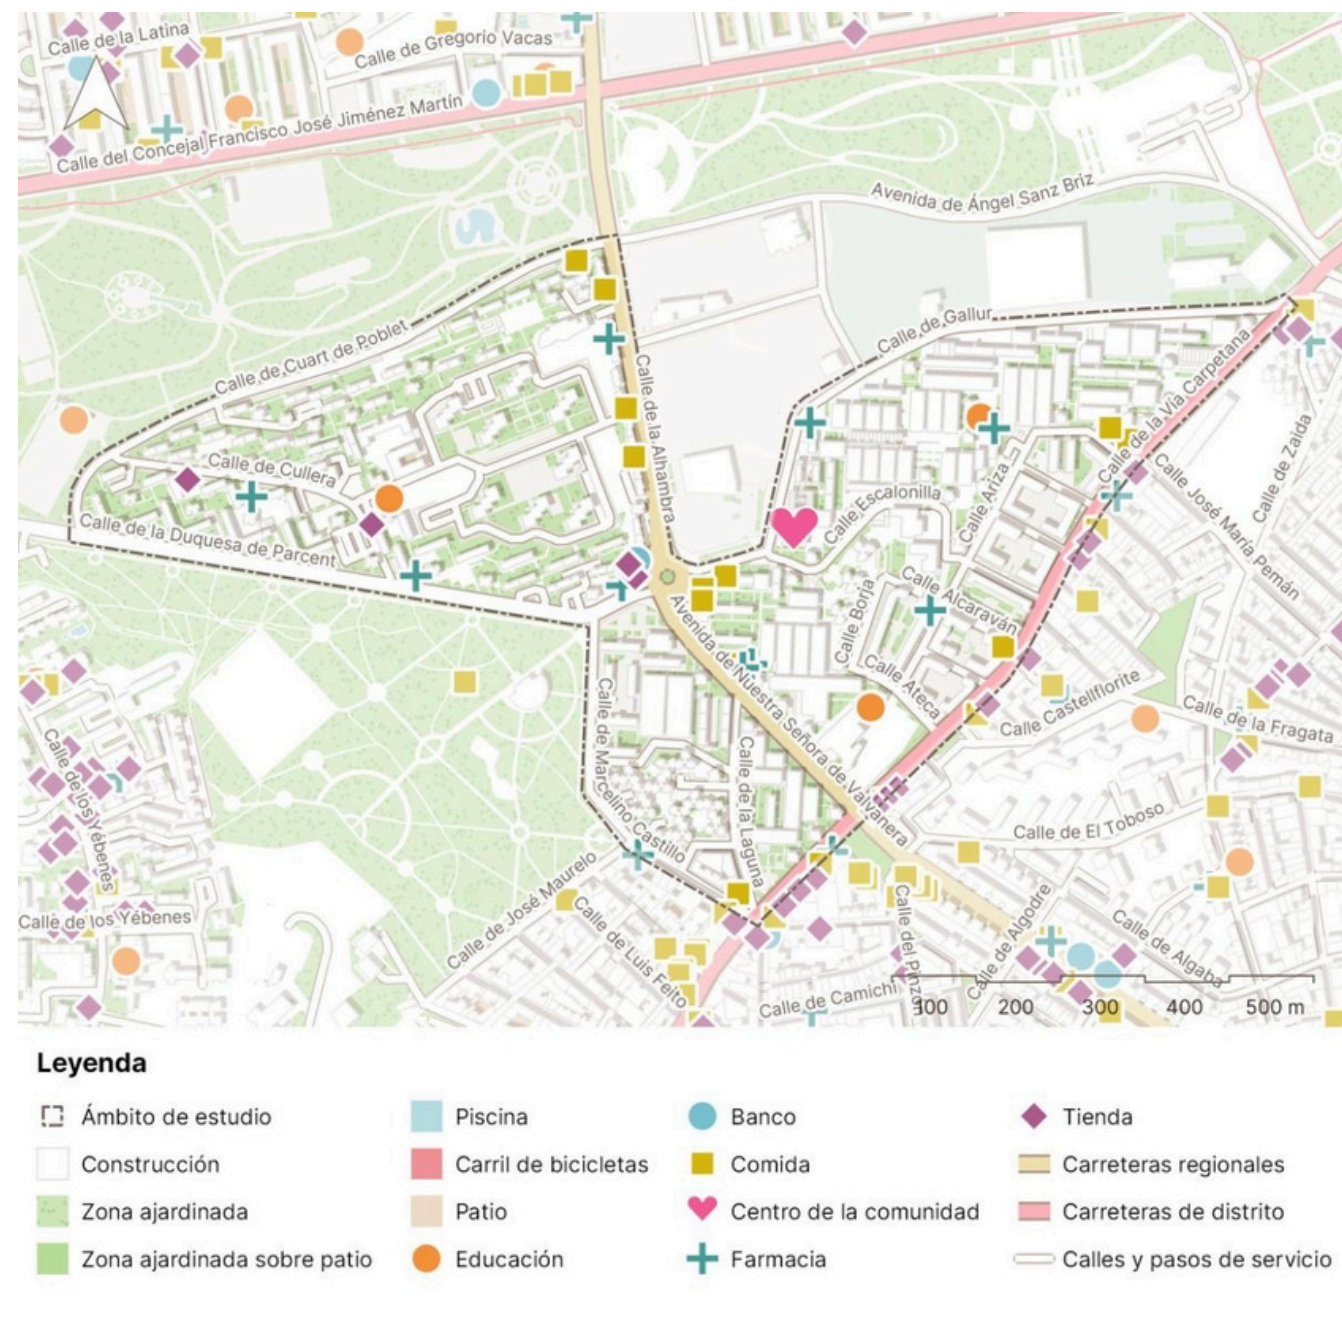 Calle de la Latina
Calle de Gregorio Vacas
Calle del Concejal Francisco José Jiménez Martín
Avenida de Ángel Sanz Briz
Calle de Gallur
Calle de Cuart de Poblet
Calle de la Alhambra
Calle de la Vía Carpetana
Calle de Cullera
Calle de la Duquesa de Parcent
Calle Escalonilla
Calle Ariza
Calle José María Pemán
Calle de Zaida
Calle Borja
Calle Alcaraván
Calle Ateca
Avenida de Nuestra Señora de Valvanera
Calle de Marcelino Castillo
Calle de la Laguna
Calle Castellflorite
Calle de la Fragata
Calle de El Toboso
Calle de los Yébenes
Calle de los Yébenes
Calle de José Maurelo
Calle de Luis Feito
Calle de Camichi
Calle del Pinzo
Calle de Algodre
Calle de Algaba
100 200 300 400 500 m
Leyenda
Ámbito de estudio
Construcción
Zona ajardinada
Zona ajardinada sobre patio
Piscina
Carril de bicicletas
Patio
Educación
Banco
Comida
Centro de la comunidad
Farmacia
Tienda
Carreteras regionales
Carreteras de distrito
Calles y pasos de servicio